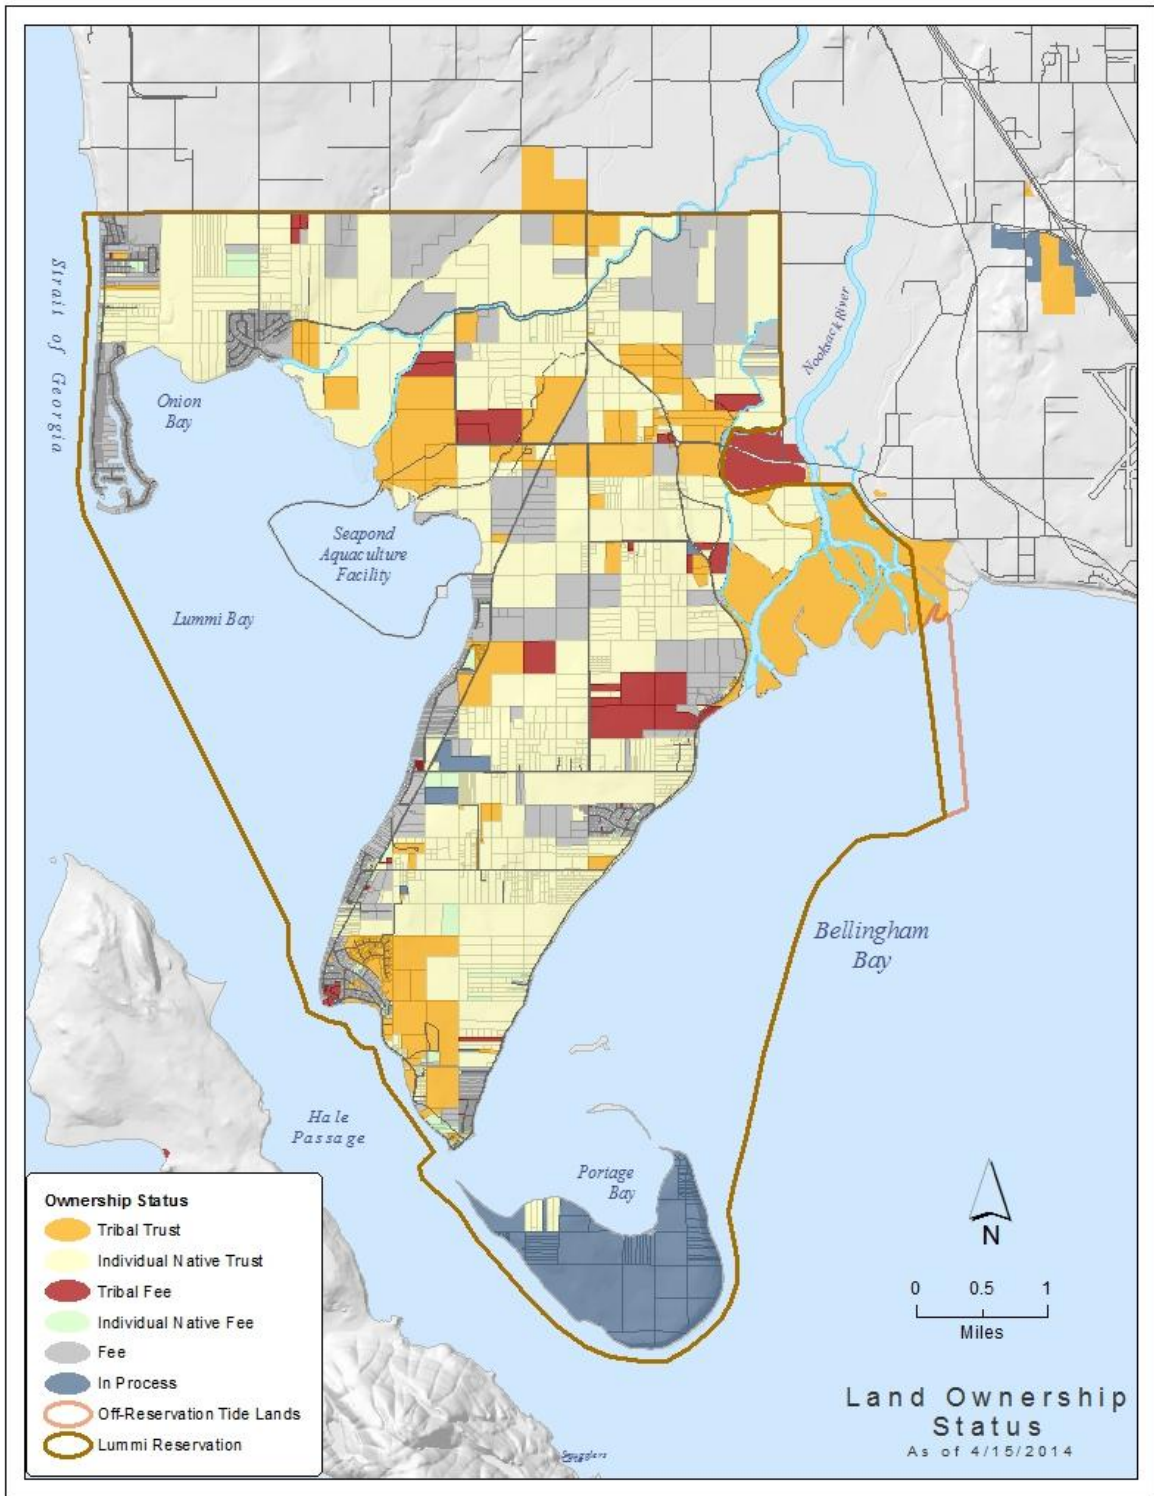 Strait of Georgia
Onion
Bay
Nooksack River
Seapond
Aquaculture
Facility
Lummi Bay
Bellingham
Bay
Hale
Passage
Portage
Bay
N
0 0.5 1
Miles
Ownership Status
Tribal Trust
Individual Native Trust
Tribal Fee
Individual Native Fee
Fee
In Process
Off-Reservation Tide Lands
Lummi Reservation
Land Ownership
Status
As of 4/15/2014